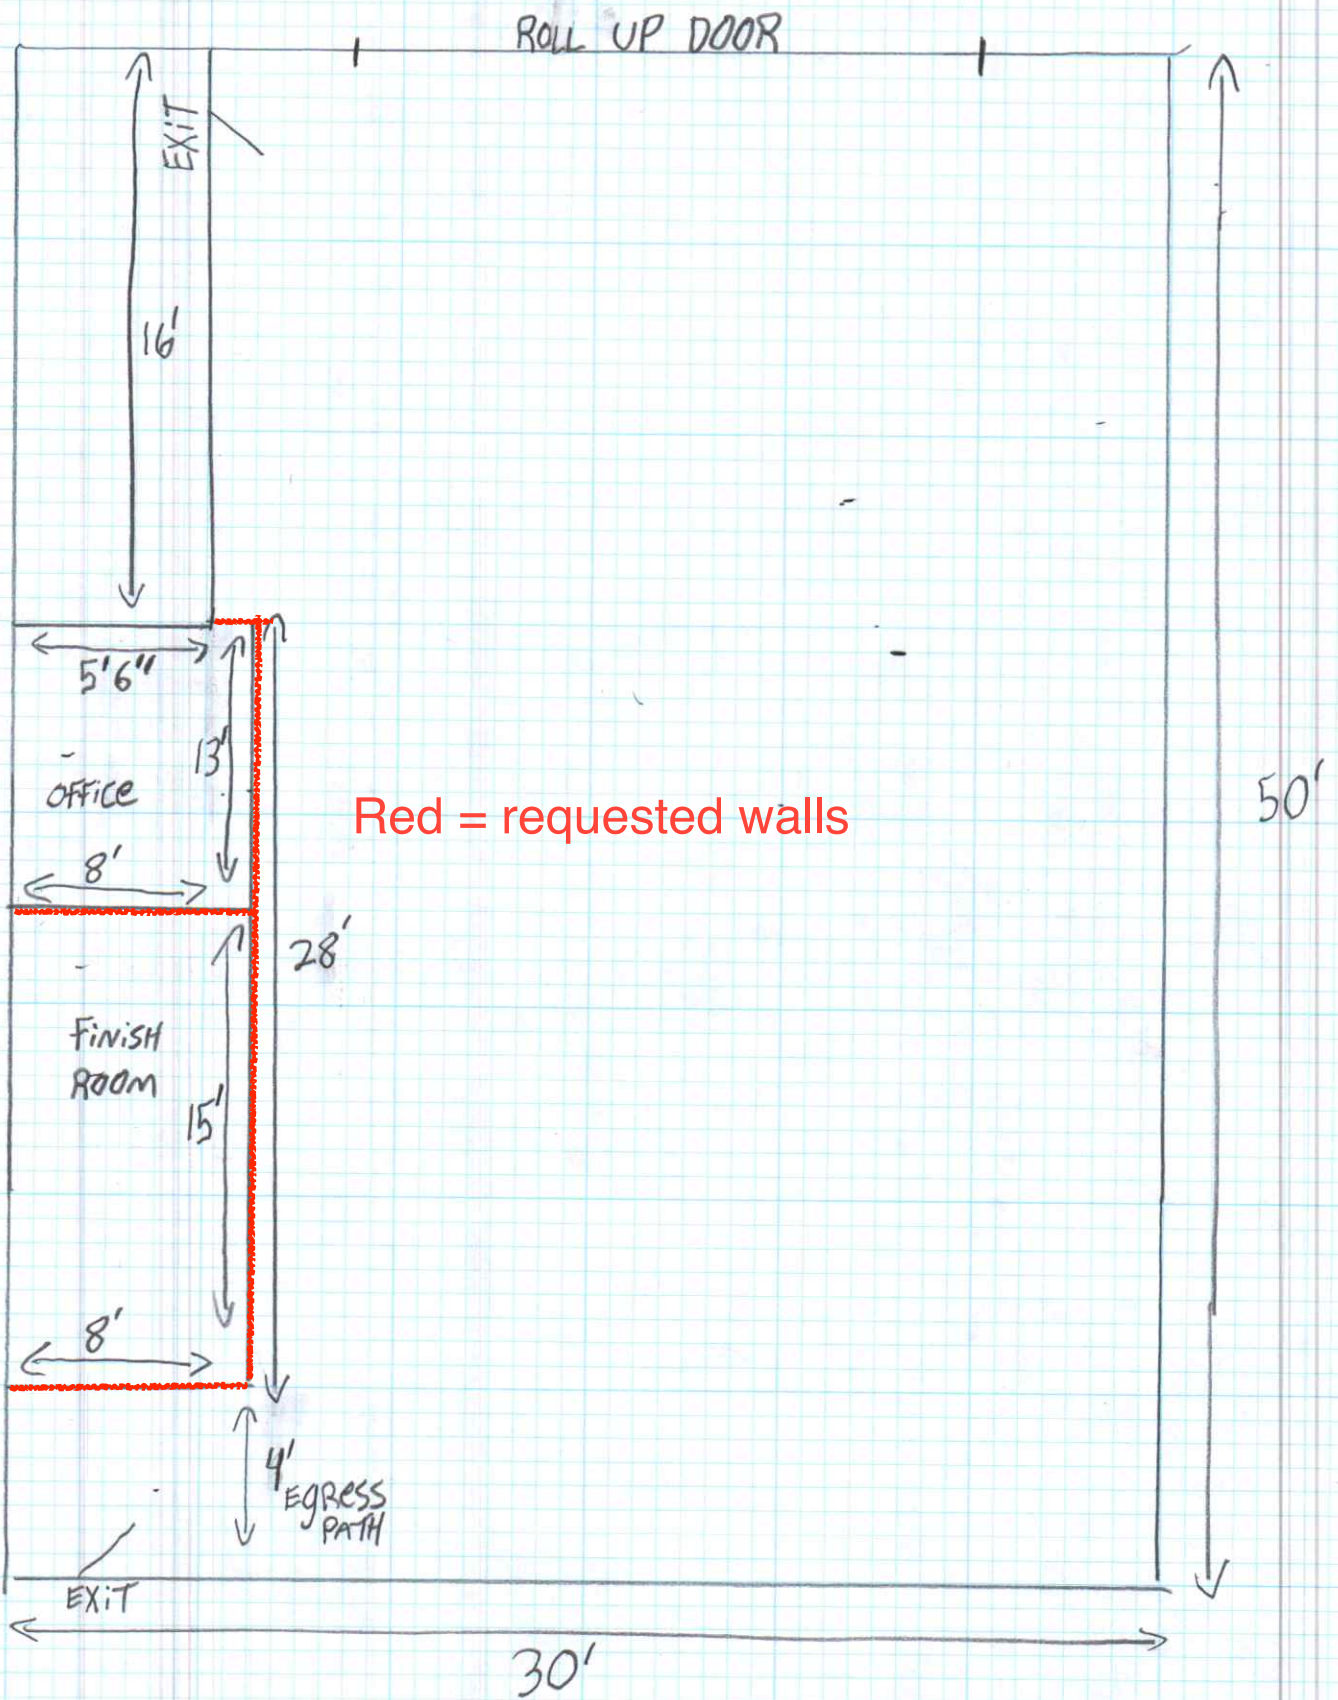 ROLL UP DOOR
EXIT
16'
5'6"
13'
OFFICE
Red = requested walls
50'
8'
28'
FINISH
ROOM
15'
8'
4'
EGRESS
PATH
EXIT
30'